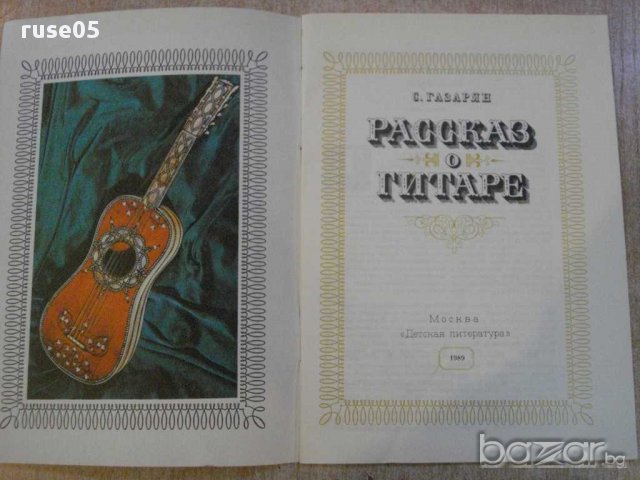 ruse05
С. ГАЗАРЯН
РАССКАЗ
О
ГИТАРЕ
Москва
«Детская литература»
1989
bazar.bg